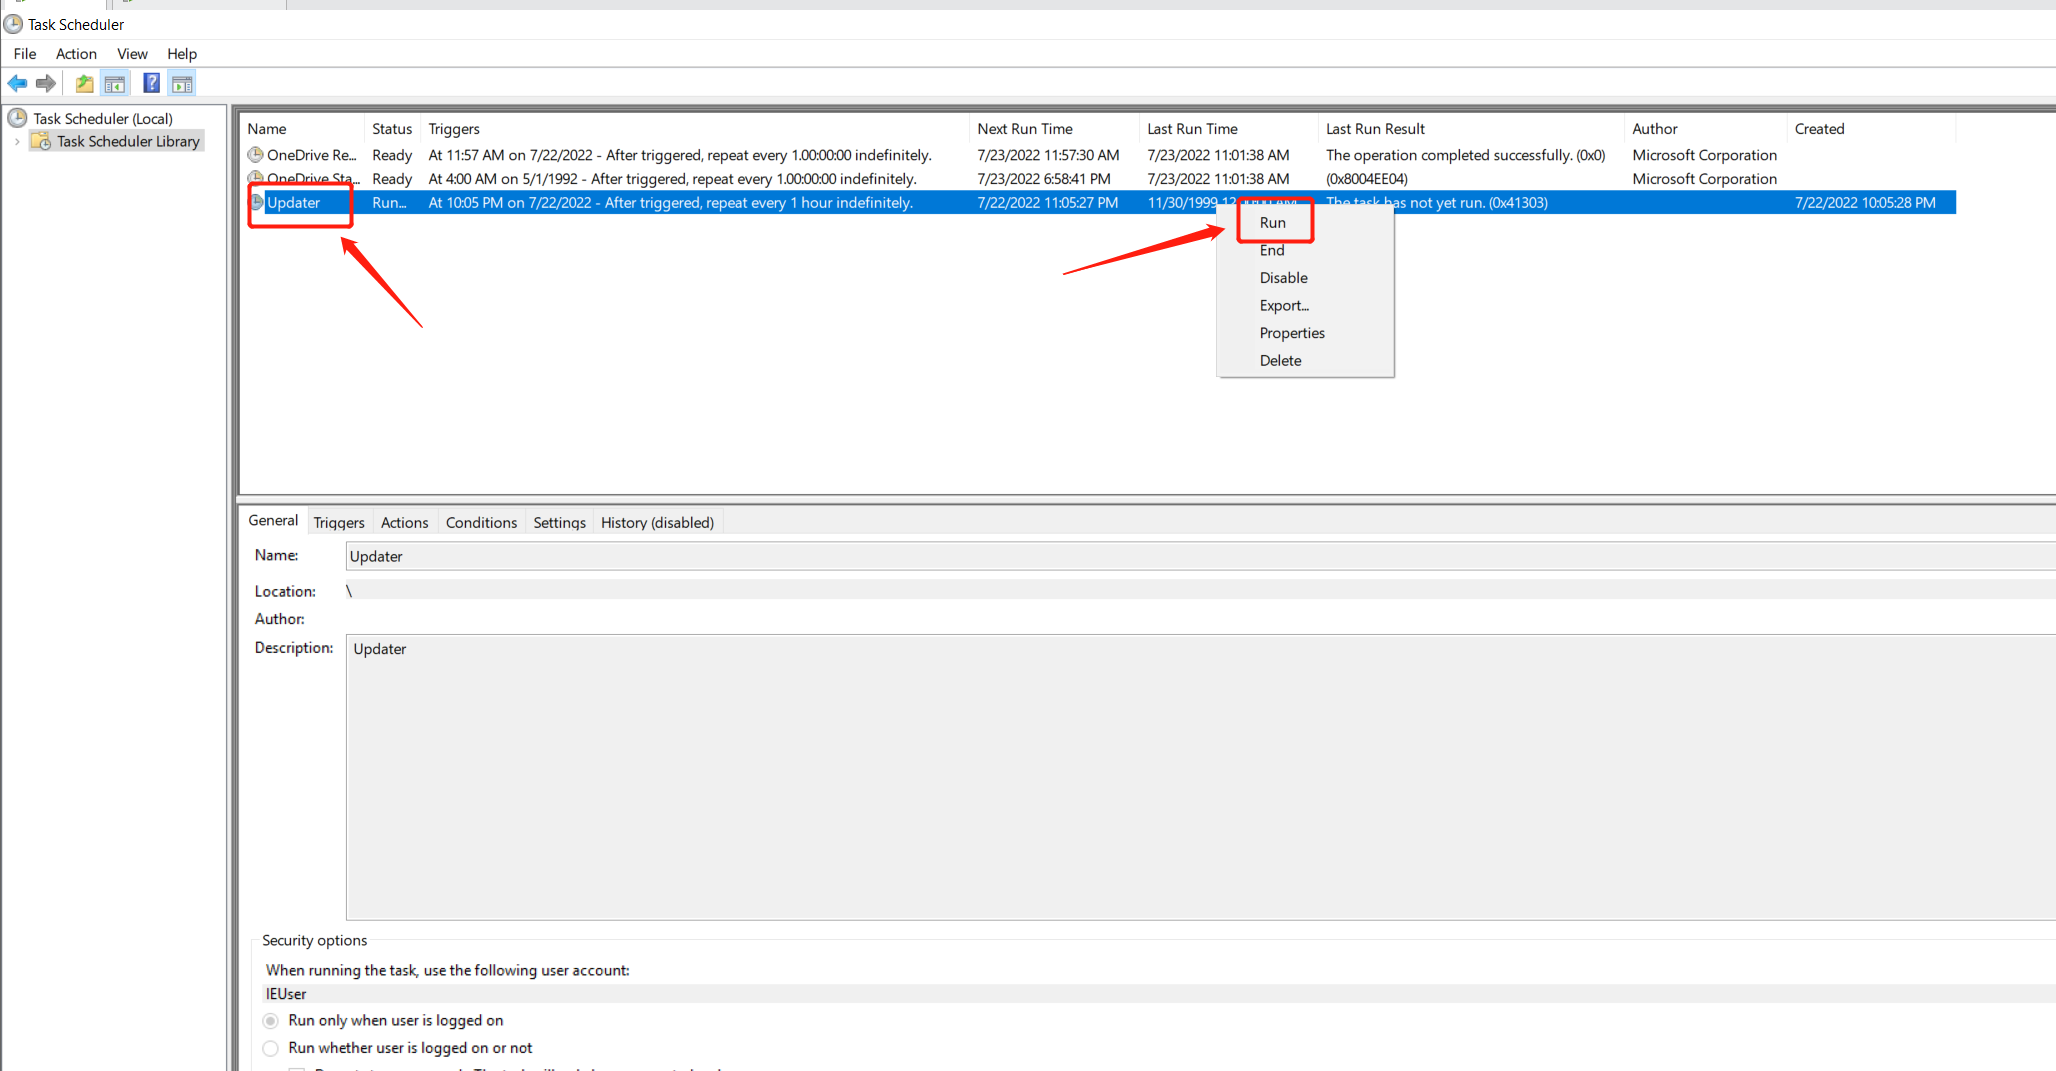 Task Scheduler
File Action View Help
Task Scheduler (Local)
Task Scheduler Library
Name Status Triggers Next Run Time Last Run Time Last Run Result Author Created
OneDrive Re... Ready At 11:57 AM on 7/22/2022 - After triggered, repeat every 1.00:00:00 indefinitely. 7/23/2022 11:57:30 AM 7/23/2022 11:01:38 AM The operation completed successfully. (0x0) Microsoft Corporation
OneDrive Sta... Ready At 4:00 AM on 5/1/1992 - After triggered, repeat every 1.00:00:00 indefinitely. 7/23/2022 6:58:41 PM 7/23/2022 11:01:38 AM (0x8004EE04) Microsoft Corporation
Updater Run... At 10:05 PM on 7/22/2022 - After triggered, repeat every 1 hour indefinitely. 7/22/2022 11:05:27 PM 11/30/1999 The task has not yet run. (0x41303) 7/22/2022 10:05:28 PM
Run
End
Disable
Export...
Properties
Delete
General Triggers Actions Conditions Settings History (disabled)
Name: Updater
Location: \
Author:
Description: Updater
Security options
When running the task, use the following user account:
IEUser
Run only when user is logged on
Run whether user is logged on or not